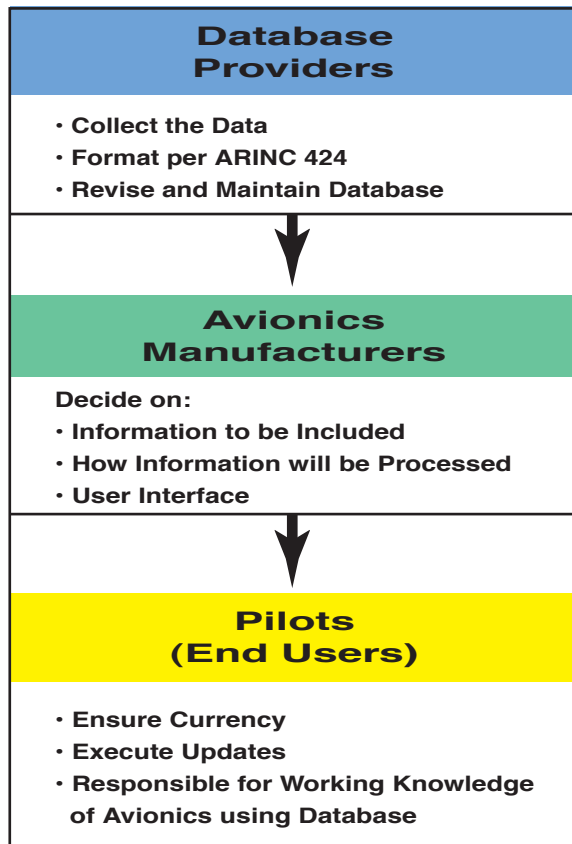 Database
Providers
• Collect the Data
• Format per ARINC 424
• Revise and Maintain Database
Avionics
Manufacturers
Decide on:
• Information to be Included
• How Information will be Processed
• User Interface
Pilots
(End Users)
• Ensure Currency
• Execute Updates
• Responsible for Working Knowledge
of Avionics using Database